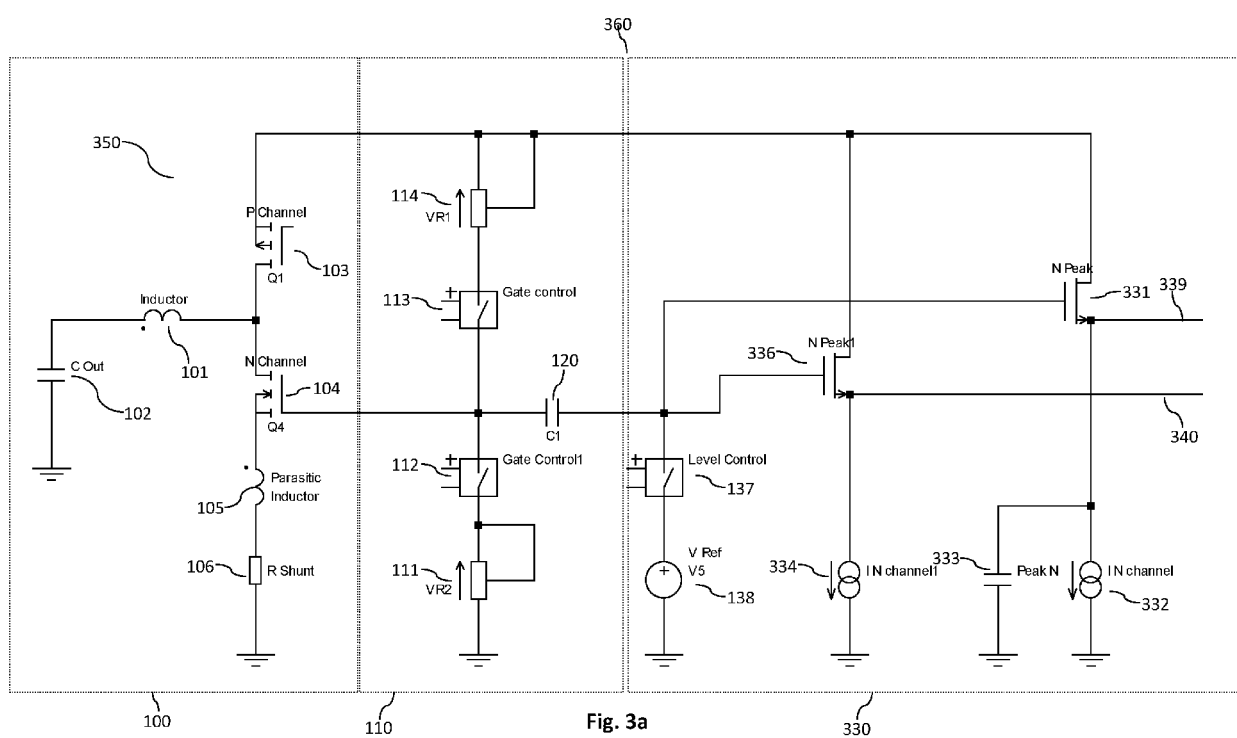 360
350
114
VR1
P Channel
Q1
103
+
Gate control
113
N Peak
331
339
Inductor
101
C Out
102
N Channel
104
Q4
120
C1
336
N Peak1
340
+
Gate Control1
112
+
Level Control
137
Parasitic
Inductor
105
106
R Shunt
111
VR2
+
V Ref
V5
138
334
I N channel1
333
Peak N
I N channel
332
100
110
Fig. 3a
330